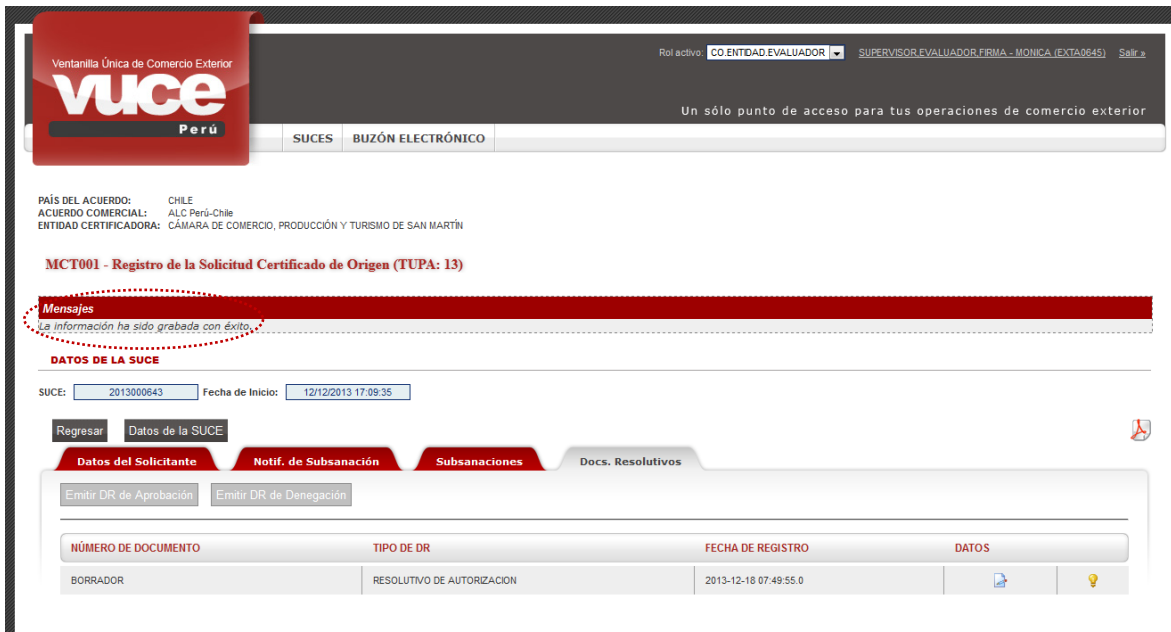 Ventanilla Única de Comercio Exterior
vuce
Perú
Rol activo: CO.ENTIDAD.EVALUADOR SUPERVISOR,EVALUADOR,FIRMA - MONICA (EXTA0645) Salir »
Un sólo punto de acceso para tus operaciones de comercio exterior
SUCES BUZÓN ELECTRÓNICO
PAÍS DEL ACUERDO: CHILE
ACUERDO COMERCIAL: ALC Perú-Chile
ENTIDAD CERTIFICADORA: CÁMARA DE COMERCIO, PRODUCCIÓN Y TURISMO DE SAN MARTÍN
MCT001 - Registro de la Solicitud Certificado de Origen (TUPA: 13)
Mensajes
La información ha sido grabada con éxito.
DATOS DE LA SUCE
SUCE: 2013000643 Fecha de Inicio: 12/12/2013 17:09:35
Regresar Datos de la SUCE
Datos del Solicitante Notif. de Subsanación Subsanaciones Docs. Resolutivos
Emitir DR de Aprobación Emitir DR de Denegación
NÚMERO DE DOCUMENTO TIPO DE DR FECHA DE REGISTRO DATOS
BORRADOR RESOLUTIVO DE AUTORIZACION 2013-12-18 07:49:55.0